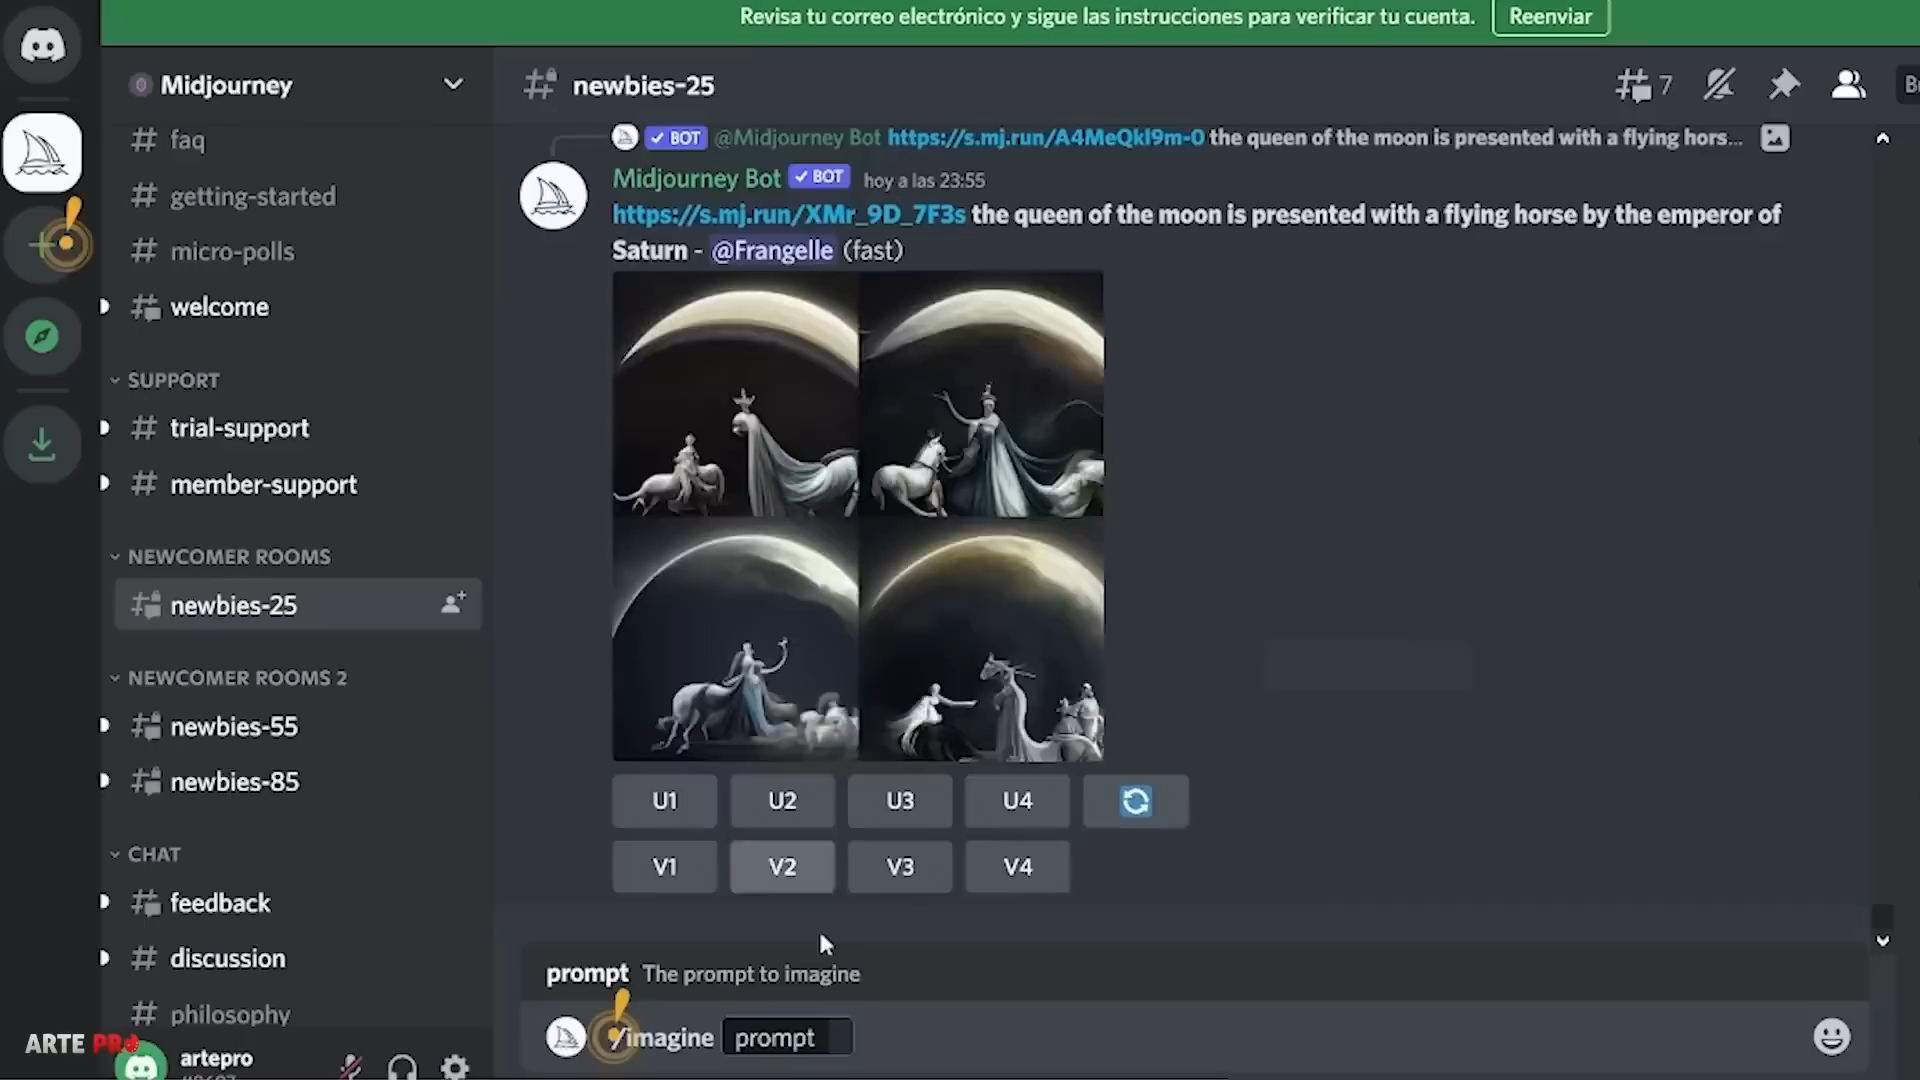 Revisa tu correo electrónico y sigue las instrucciones para verificar tu cuenta. Reenviar
Midjourney
faq
getting-started
micro-polls
welcome
SUPPORT
trial-support
member-support
NEWCOMER ROOMS
newbies-25
NEWCOMER ROOMS 2
newbies-55
newbies-85
CHAT
feedback
discussion
philosophy
ARTE PRO
artepro
newbies-25
7
✓ BOT @Midjourney Bot https://s.mj.run/A4MeQkl9m-0 the queen of the moon is presented with a flying hors...
Midjourney Bot ✓ BOT hoy a las 23:55
https://s.mj.run/XMr_9D_7F3s the queen of the moon is presented with a flying horse by the emperor of
Saturn - @Frangelle (fast)
U1 U2 U3 U4
V1 V2 V3 V4
prompt The prompt to imagine
/imagine prompt